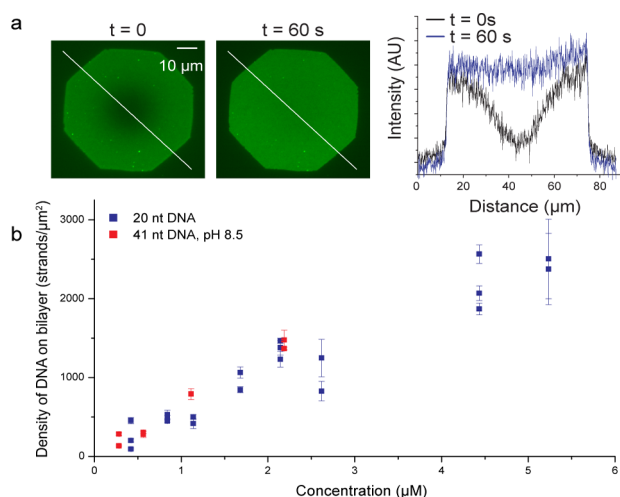 a
t = 0
t = 60 s
10 µm
t = 0s
t = 60 s
Intensity (AU)
0 20 40 60 80
Distance (µm)
b
20 nt DNA
41 nt DNA, pH 8.5
Density of DNA on bilayer (strands/µm²)
3000
2000
1000
0
0 1 2 3 4 5 6
Concentration (µM)